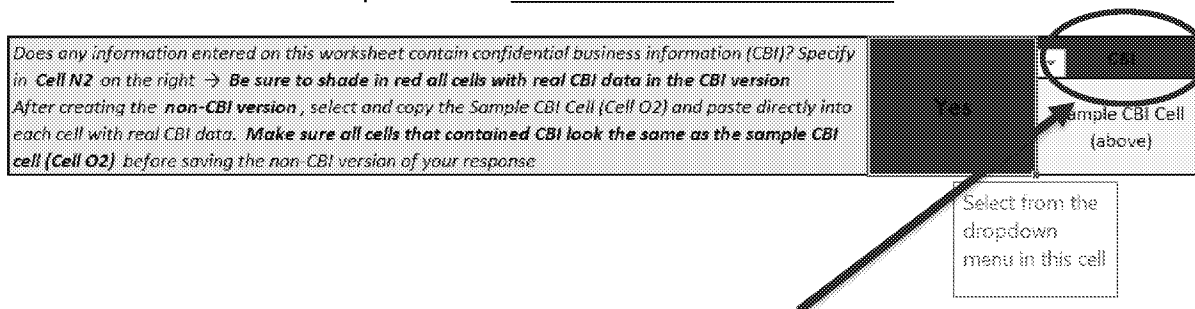 Does any information entered on this worksheet contain confidential business information (CBI)? Specify
in Cell N2 on the right → Be sure to shade in red all cells with real CBI data in the CBI version
After creating the non-CBI version , select and copy the Sample CBI Cell (Cell O2) and paste directly into
each cell with real CBI data. Make sure all cells that contained CBI look the same as the sample CBI
cell (Cell O2) before saving the non-CBI version of your response
Yes
CBI
Sample CBI Cell
(above)
Select from the
dropdown
menu in this cell